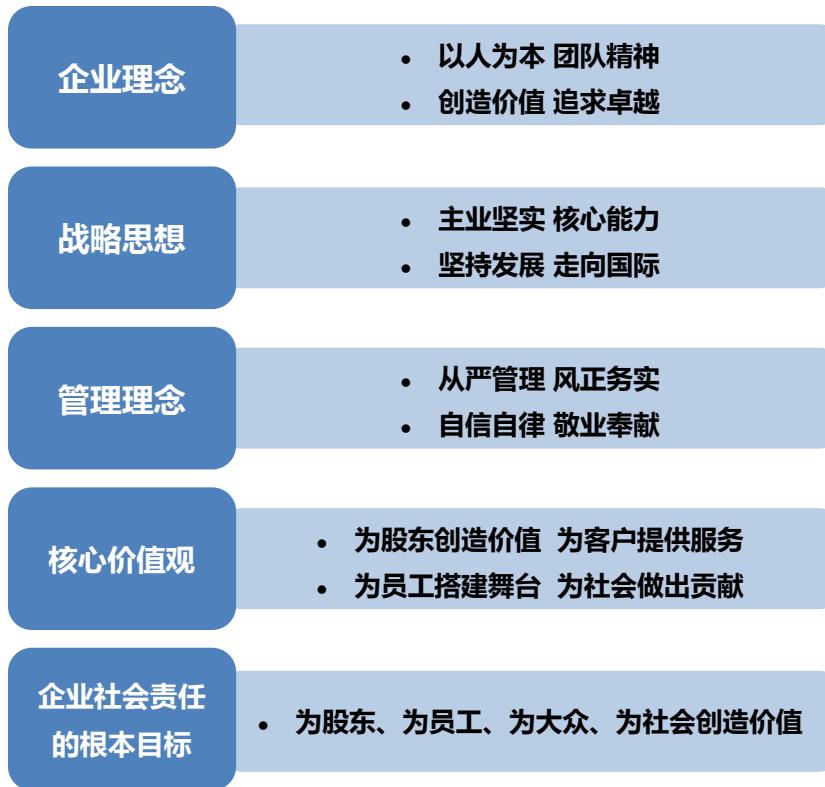 企业理念
• 以人为本 团队精神
• 创造价值 追求卓越
战略思想
• 主业坚实 核心能力
• 坚持发展 走向国际
管理理念
• 从严管理 风正务实
• 自信自律 敬业奉献
核心价值观
• 为股东创造价值 为客户提供服务
• 为员工搭建舞台 为社会做出贡献
企业社会责任
的根本目标
• 为股东、为员工、为大众、为社会创造价值